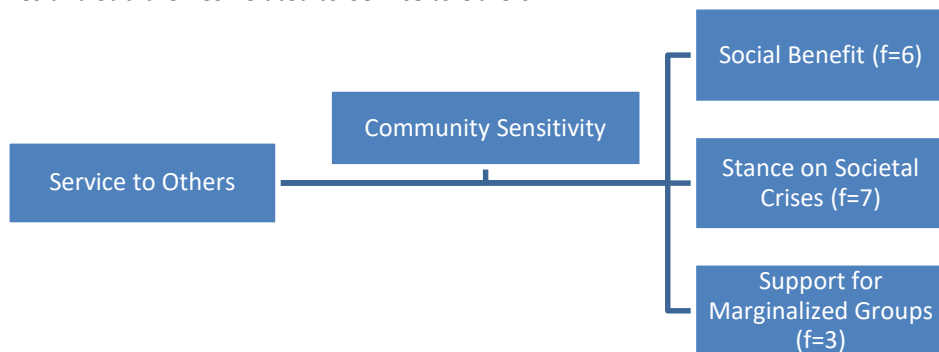 Social Benefit (f=6)
Community Sensitivity
Service to Others
Stance on Societal
Crises (f=7)
Support for
Marginalized Groups
(f=3)